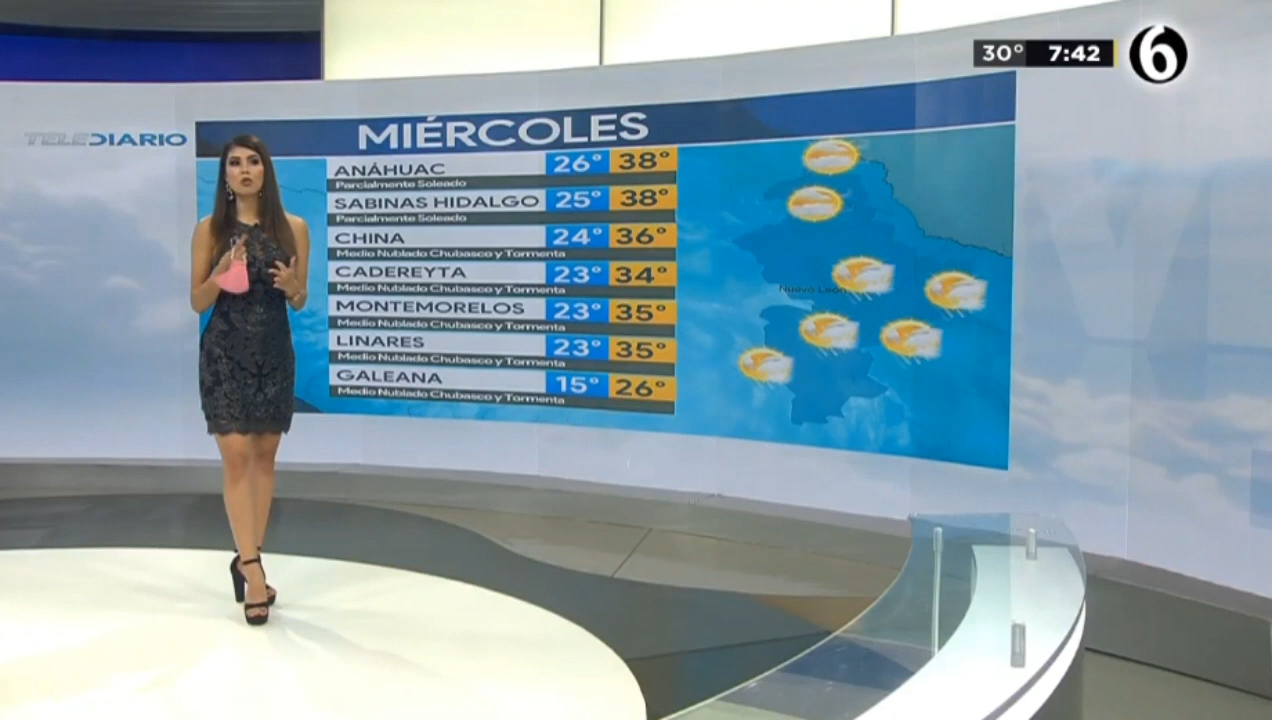 30° 7:42 6
TELEDIARIO
MIÉRCOLES
ANÁHUAC 26° 38°
Parcialmente Soleado
SABINAS HIDALGO 25° 38°
Parcialmente Soleado
CHINA 24° 36°
Medio Nublado Chubasco y Tormenta
CADEREYTA 23° 34°
Medio Nublado Chubasco y Tormenta
MONTEMORELOS 23° 35°
Medio Nublado Chubasco y Tormenta
LINARES 23° 35°
Medio Nublado Chubasco y Tormenta
GALEANA 15° 26°
Medio Nublado Chubasco y Tormenta
Nuevo León